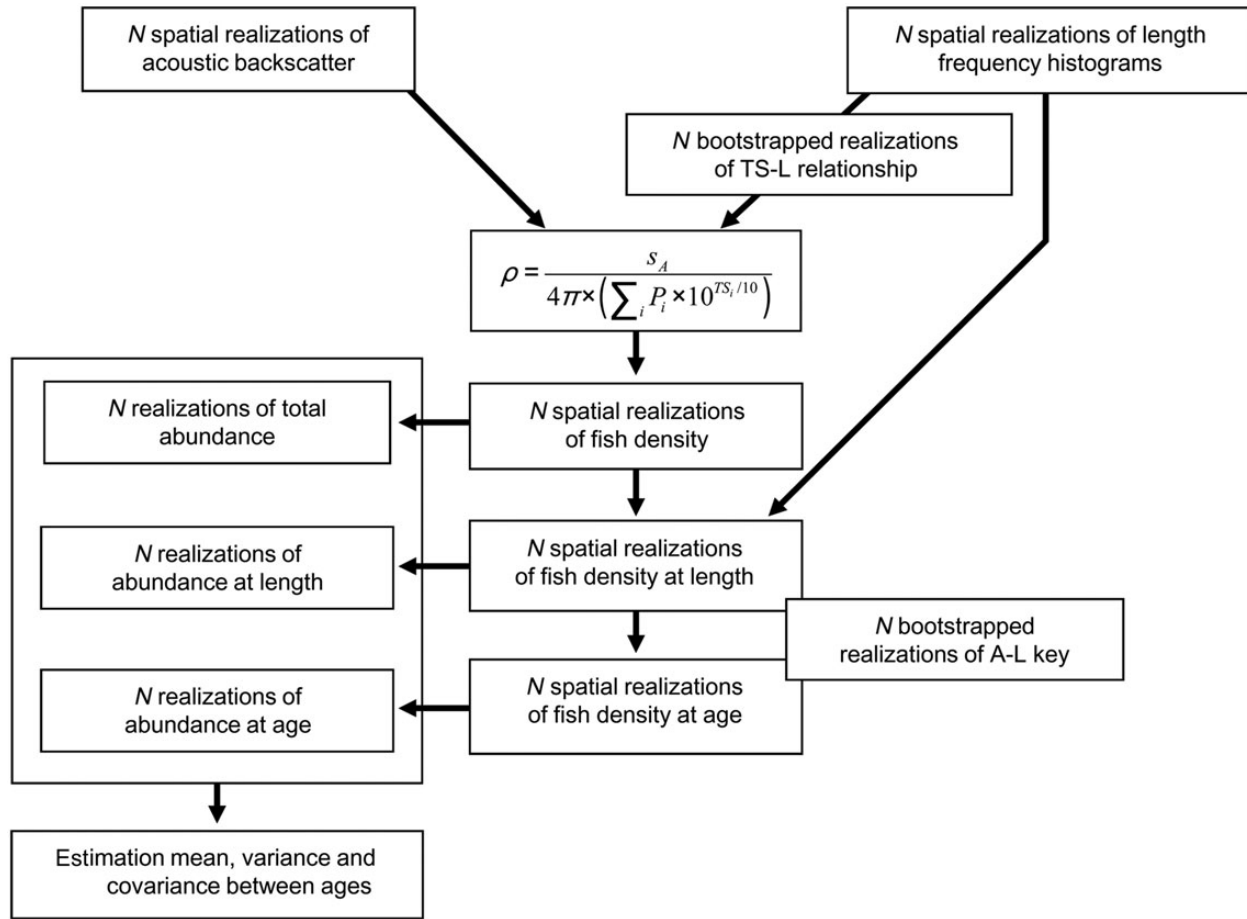 N spatial realizations of
acoustic backscatter
N spatial realizations of length
frequency histograms
N bootstrapped realizations
of TS-L relationship
ρ = s_A / 4π×(∑_i P_i ×10^{TS_i/10})
N realizations of total
abundance
N spatial realizations
of fish density
N realizations of
abundance at length
N spatial realizations
of fish density at length
N bootstrapped
realizations of A-L key
N realizations of
abundance at age
N spatial realizations
of fish density at age
Estimation mean, variance and
covariance between ages